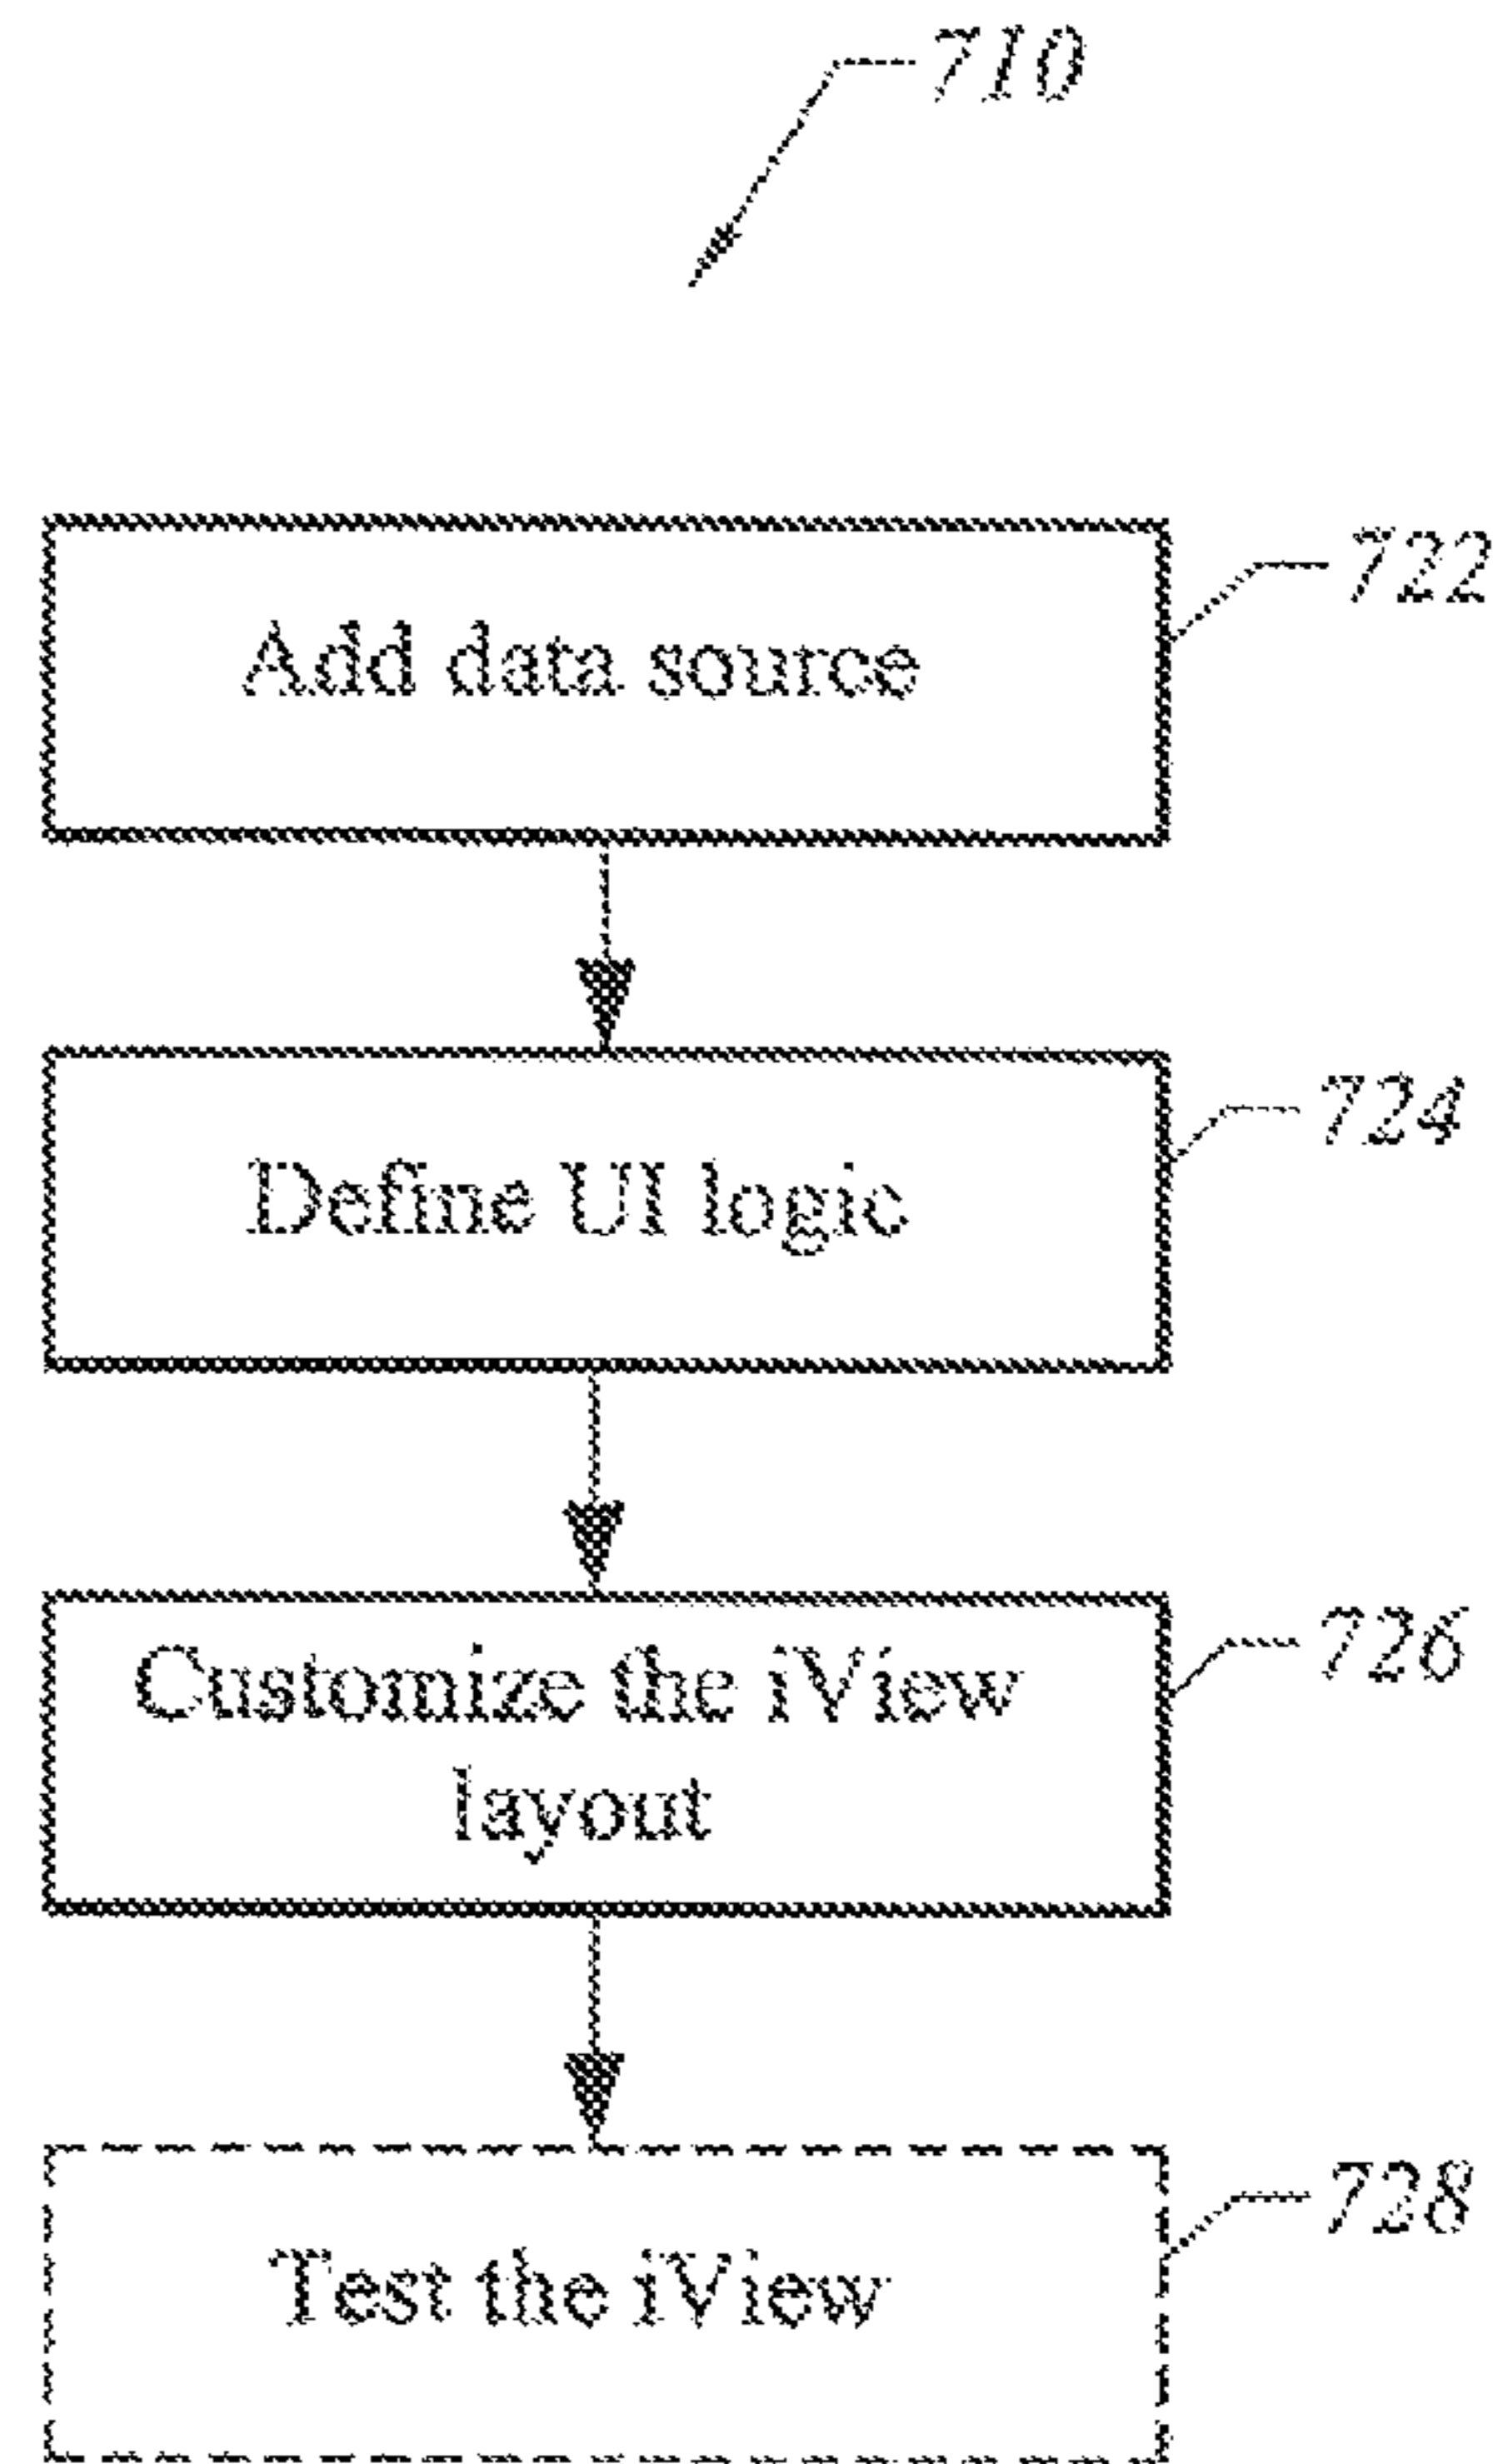 710
Add data source
722
Define UI logic
724
Customize the iView
layout
726
Test the iView
728